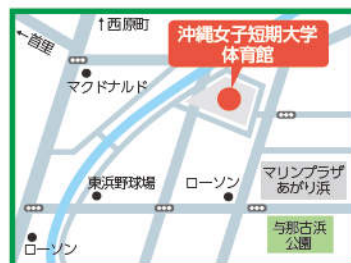 ↑西原町
←首里
沖縄女子短期大学
体育館
マクドナルド
マリンプラザ
あがり浜
東浜野球場
ローソン
与那古浜
公園
ローソン